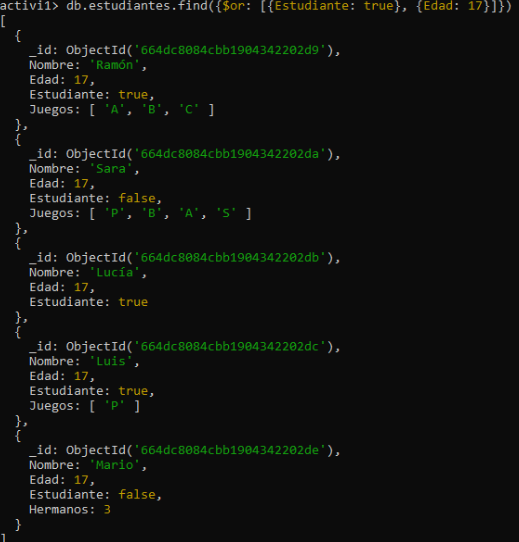 activi1> db.estudiantes.find({$or: [{Estudiante: true}, {Edad: 17}]})
[
  {
    _id: ObjectId('664dc8084cbb1904342202d9'),
    Nombre: 'Ramón',
    Edad: 17,
    Estudiante: true,
    Juegos: [ 'A', 'B', 'C' ]
  },
  {
    _id: ObjectId('664dc8084cbb1904342202da'),
    Nombre: 'Sara',
    Edad: 17,
    Estudiante: false,
    Juegos: [ 'P', 'B', 'A', 'S' ]
  },
  {
    _id: ObjectId('664dc8084cbb1904342202db'),
    Nombre: 'Lucía',
    Edad: 17,
    Estudiante: true
  },
  {
    _id: ObjectId('664dc8084cbb1904342202dc'),
    Nombre: 'Luis',
    Edad: 17,
    Estudiante: true,
    Juegos: [ 'P' ]
  },
  {
    _id: ObjectId('664dc8084cbb1904342202de'),
    Nombre: 'Mario',
    Edad: 17,
    Estudiante: false,
    Hermanos: 3
  }
]